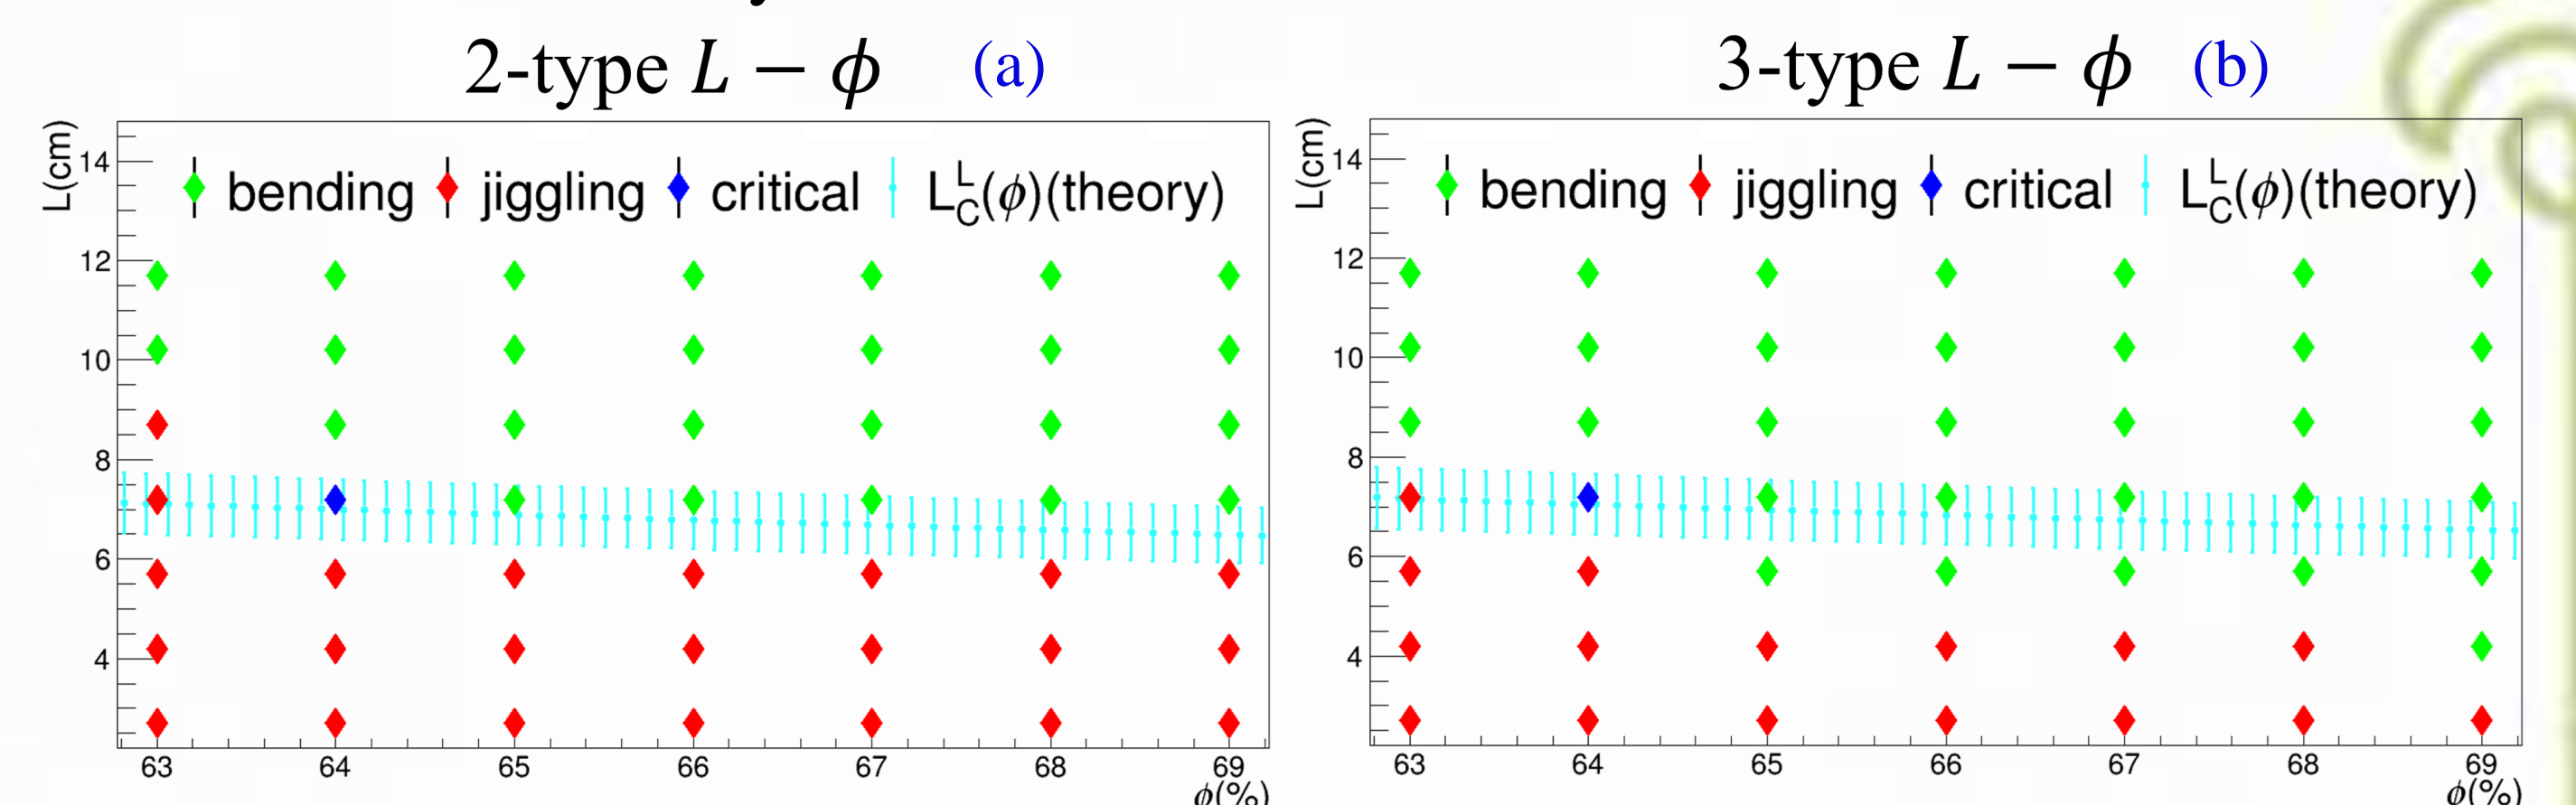 2-type L − ϕ (a)
L(cm)
bending jiggling critical L_C^L(ϕ)(theory)
14
12
10
8
6
4
63 64 65 66 67 68 69
ϕ(%)
3-type L − ϕ (b)
L(cm)
bending jiggling critical L_C^L(ϕ)(theory)
14
12
10
8
6
4
63 64 65 66 67 68 69
ϕ(%)